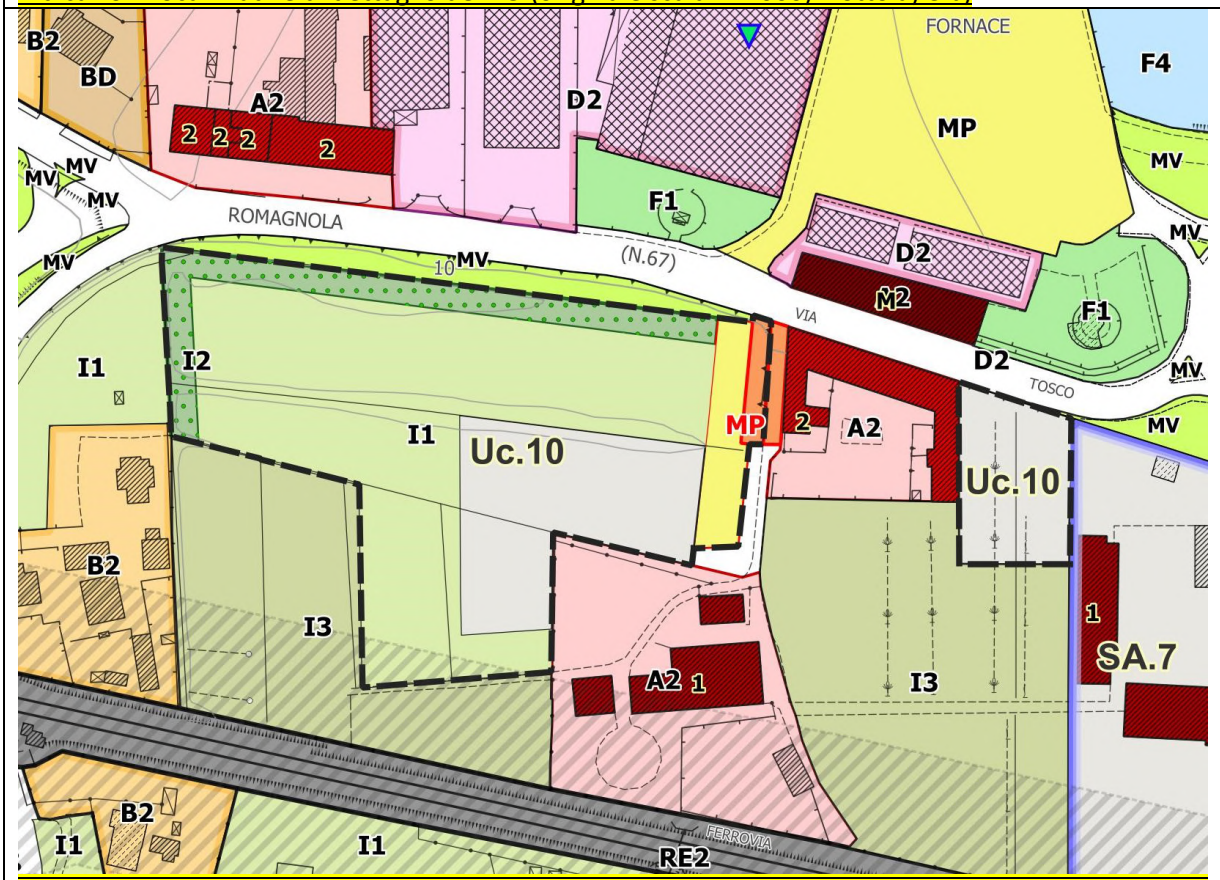 FORNACE
B2
F4
BD
A2
D2
MP
2 2 2 2
MV
MV
MV
MV
MV
F1
ROMAGNOLA
MV
10
(N.67)
MV
D2
F1
VIA
D2
TOSCO
MV
MV
I1
I2
I1
MP
2
A2
Uc.10
Uc.10
B2
I3
1
SA.7
A2 1
I3
B2
I1
I1
FERROVIA
RE2